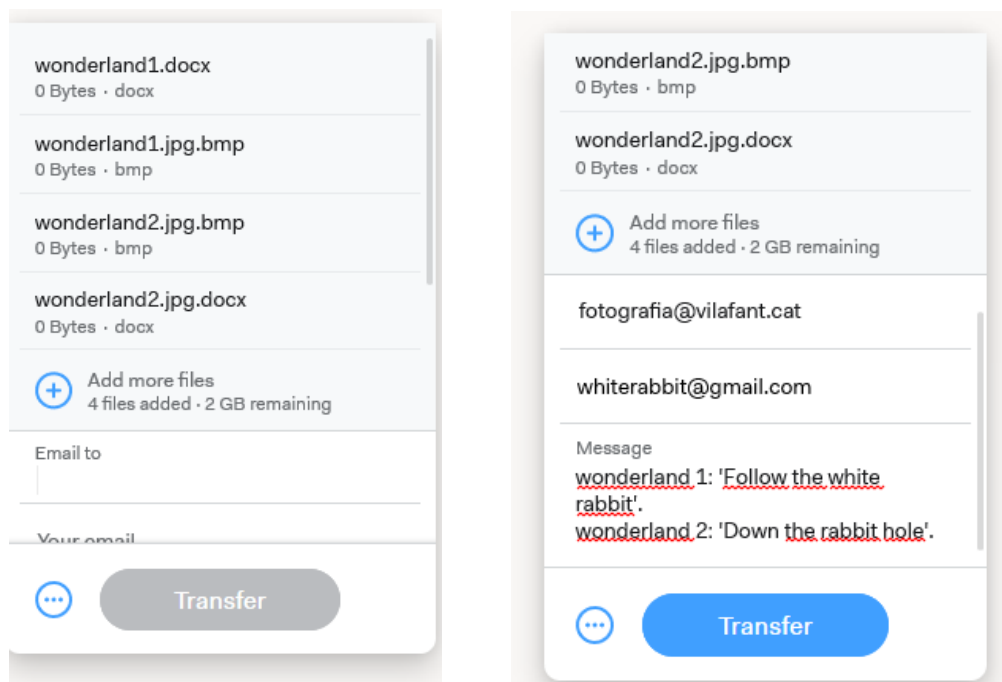 wonderland1.docx
0 Bytes · docx
wonderland1.jpg.bmp
0 Bytes · bmp
wonderland2.jpg.bmp
0 Bytes · bmp
wonderland2.jpg.docx
0 Bytes · docx
Add more files
4 files added · 2 GB remaining
Email to
Your email
Transfer
wonderland2.jpg.bmp
0 Bytes · bmp
wonderland2.jpg.docx
0 Bytes · docx
Add more files
4 files added · 2 GB remaining
fotografia@vilafant.cat
whiterabbit@gmail.com
Message
wonderland 1: 'Follow the white
rabbit'.
wonderland 2: 'Down the rabbit hole'.
Transfer